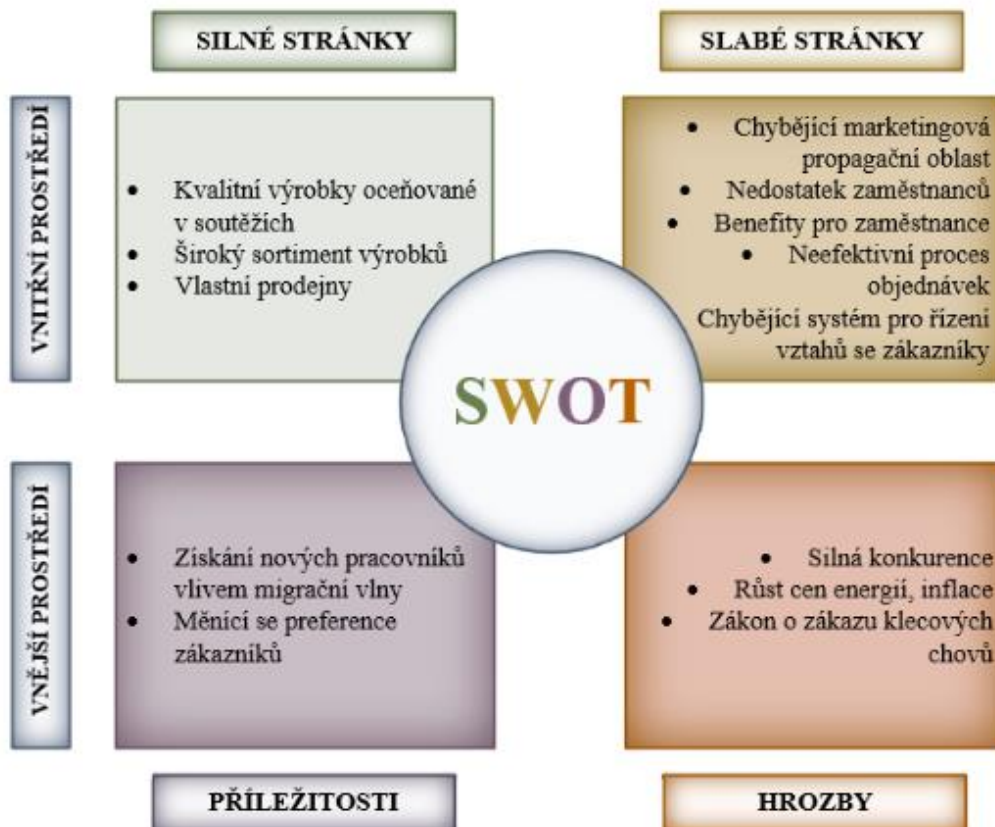 SILNÉ STRÁNKY
SLABÉ STRÁNKY
VNITŘNÍ PROSTŘEDÍ
• Kvalitní výrobky oceňované
v soutěžích
• Široký sortiment výrobků
• Vlastní prodejny
• Chybějící marketingová
propagační oblast
• Nedostatek zaměstnanců
• Benefity pro zaměstnance
• Neefektivní proces
objednávek
Chybějící systém pro řízení
vztahů se zákazníky
SWOT
VNĚJŠÍ PROSTŘEDÍ
• Získání nových pracovníků
vlivem migrační vlny
• Měnící se preference
zákazníků
• Silná konkurence
• Růst cen energií, inflace
• Zákon o zákazu klecových
chovů
PŘÍLEŽITOSTI
HROZBY